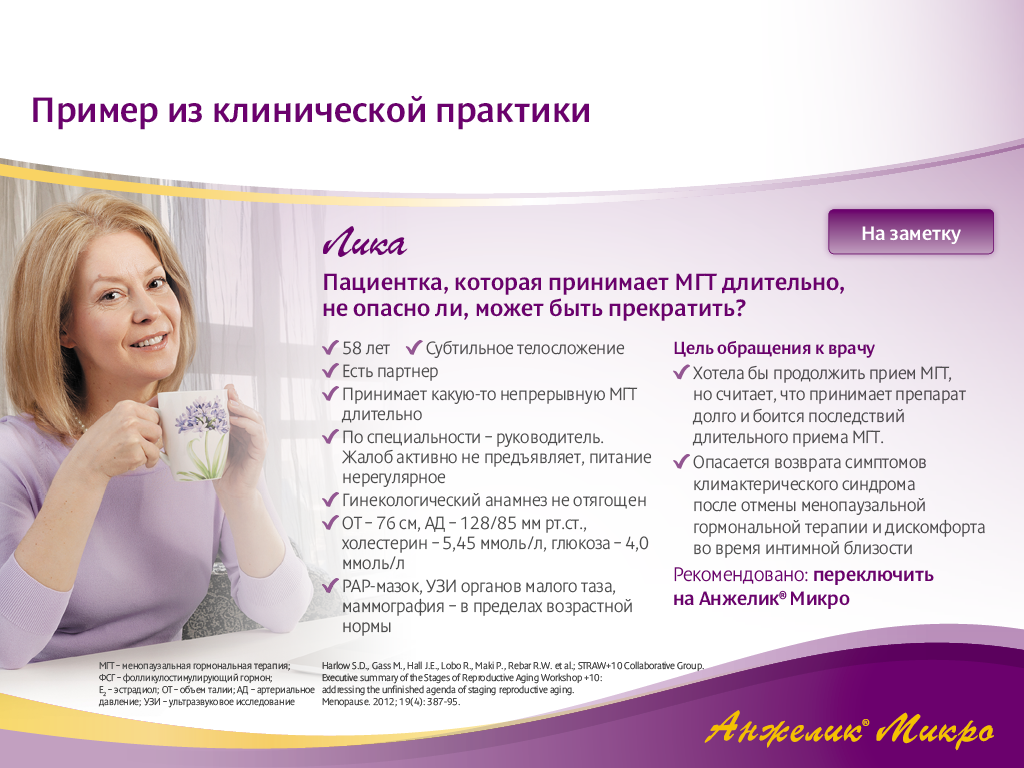 Пример из клинической практики
Лика
На заметку
Пациентка, которая принимает МГТ длительно,
не опасно ли, может быть прекратить?
58 лет
Субтильное телосложение
Есть партнер
Принимает какую-то непрерывную МГТ
длительно
По специальности – руководитель.
Жалоб активно не предъявляет, питание
нерегулярное
Гинекологический анамнез не отягощен
ОТ – 76 см, АД – 128/85 мм рт.ст.,
холестерин – 5,45 ммоль/л, глюкоза – 4,0
ммоль/л
PAP-мазок, УЗИ органов малого таза,
маммография – в пределах возрастной
нормы
Цель обращения к врачу
Хотела бы продолжить прием МГТ,
но считает, что принимает препарат
долго и боится последствий
длительного приема МГТ.
Опасается возврата симптомов
климактерического синдрома
после отмены менопаузальной
гормональной терапии и дискомфорта
во время интимной близости
Рекомендовано: переключить
на Анжелик® Микро
МГТ – менопаузальная гормональная терапия;
ФСГ – фолликулостимулирующий гормон;
E₂ – эстрадиол; ОТ – объем талии; АД – артериальное
давление; УЗИ – ультразвуковое исследование
Harlow S.D., Gass M., Hall J.E., Lobo R., Maki P., Rebar R.W. et al.; STRAW+10 Collaborative Group.
Executive summary of the Stages of Reproductive Aging Workshop +10:
addressing the unfinished agenda of staging reproductive aging.
Menopause. 2012; 19(4): 387-95.
Анжелик® Микро